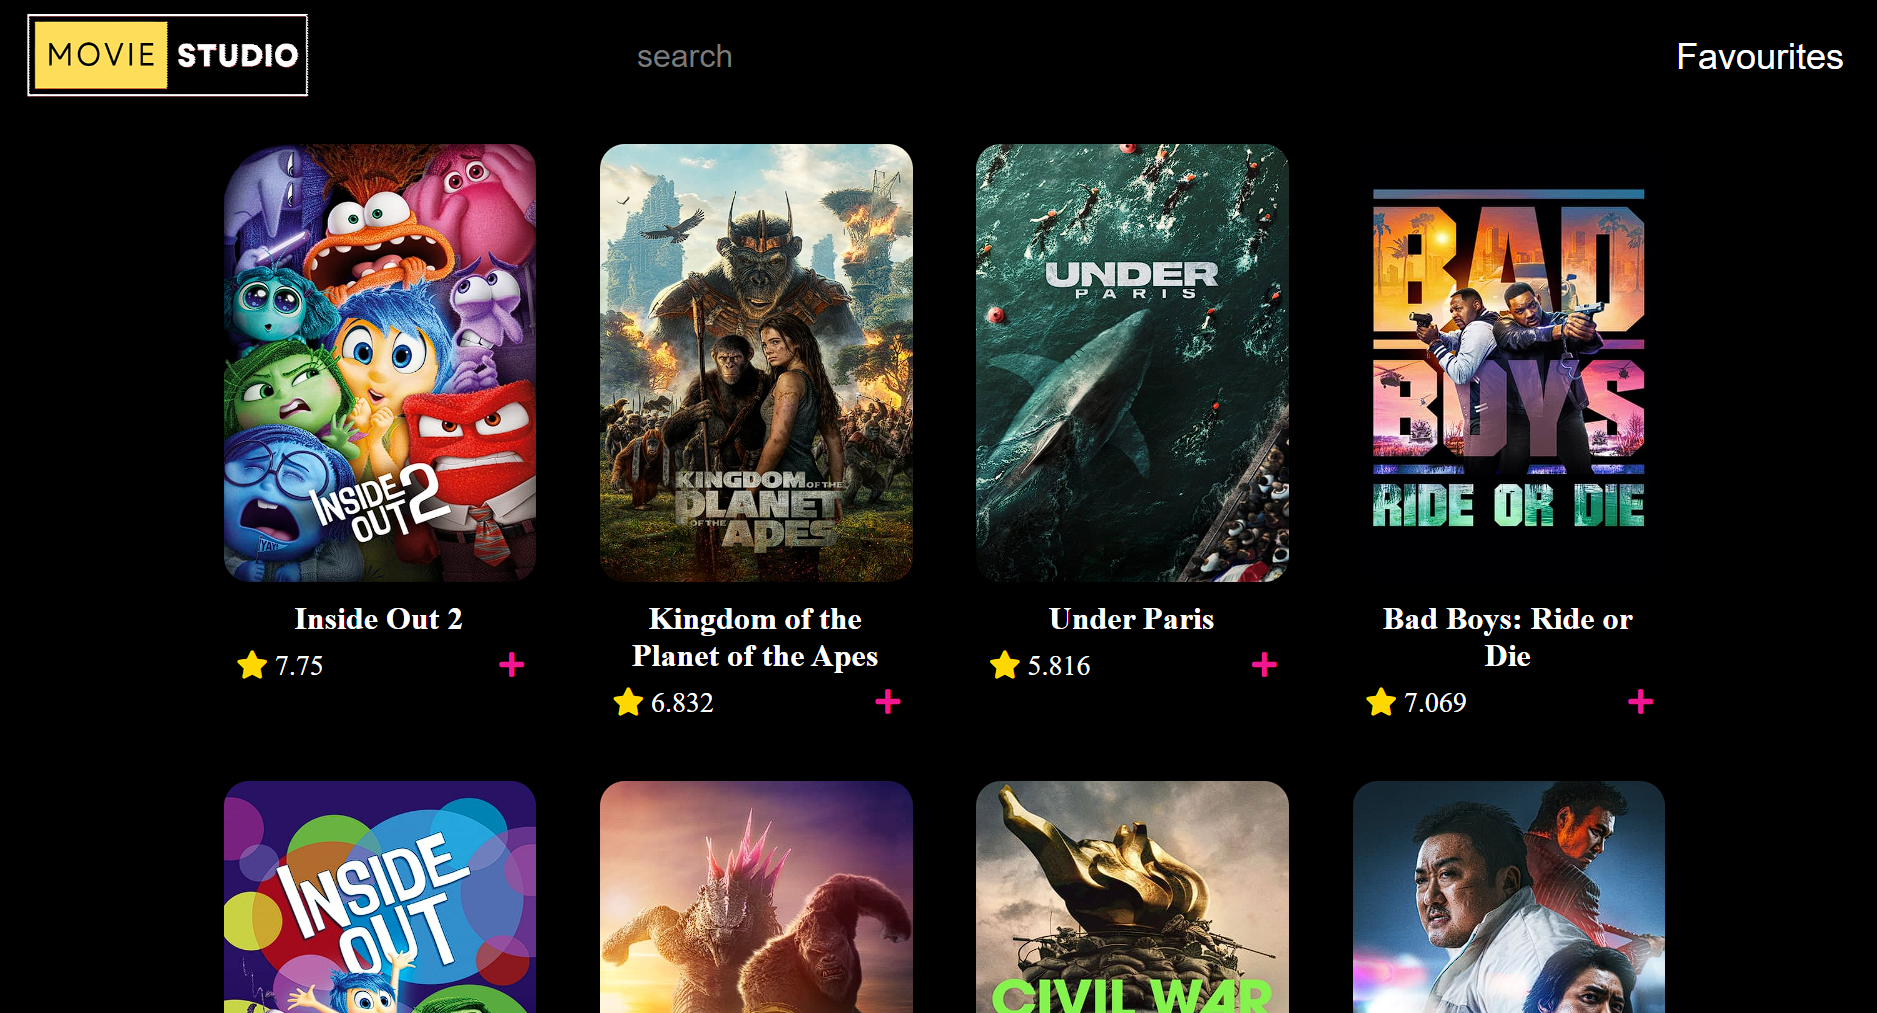 MOVIE STUDIO
search
Favourites
INSIDE
OUT 2
YAY!
KINGDOM OF THE
PLANET
OF THE
APES
UNDER
PARIS
BAD
BOYS
RIDE OR DIE
Inside Out 2
7.75
Kingdom of the
Planet of the Apes
6.832
Under Paris
5.816
Bad Boys: Ride or
Die
7.069
INSIDE
OUT
CIVIL WAR